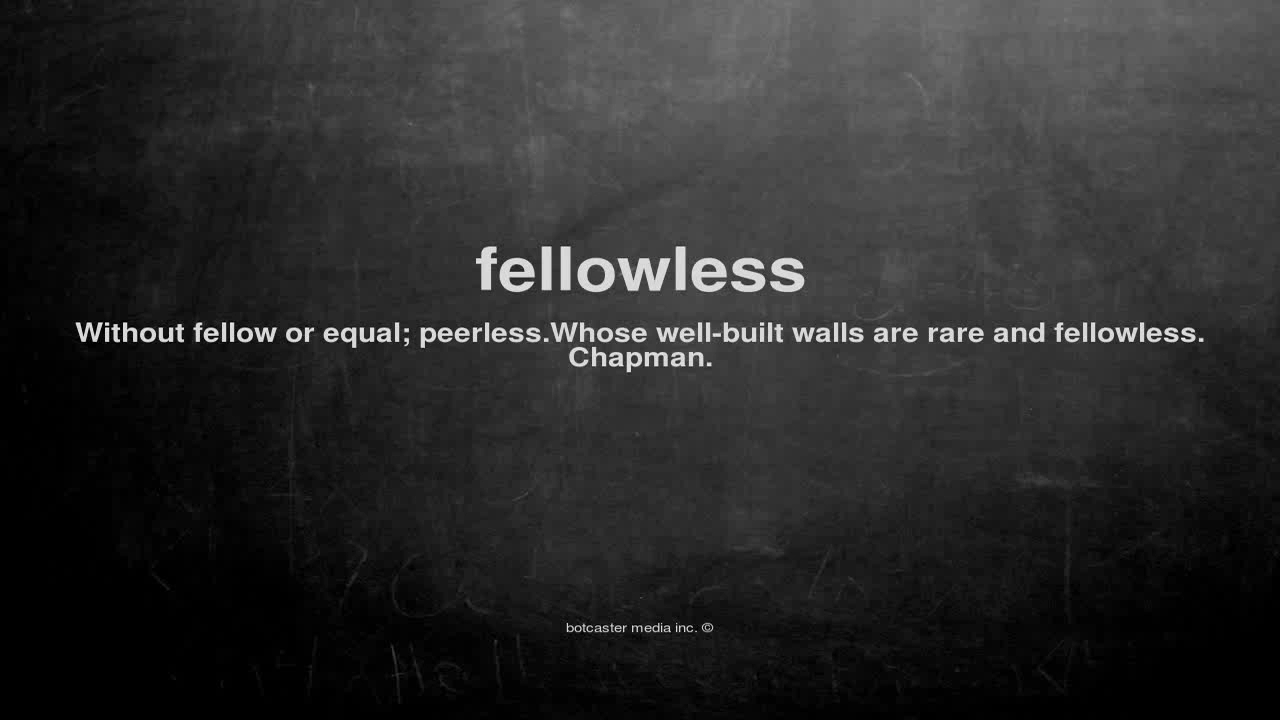 fellowless
Without fellow or equal; peerless.Whose well-built walls are rare and fellowless.
Chapman.
botcaster media inc. ©